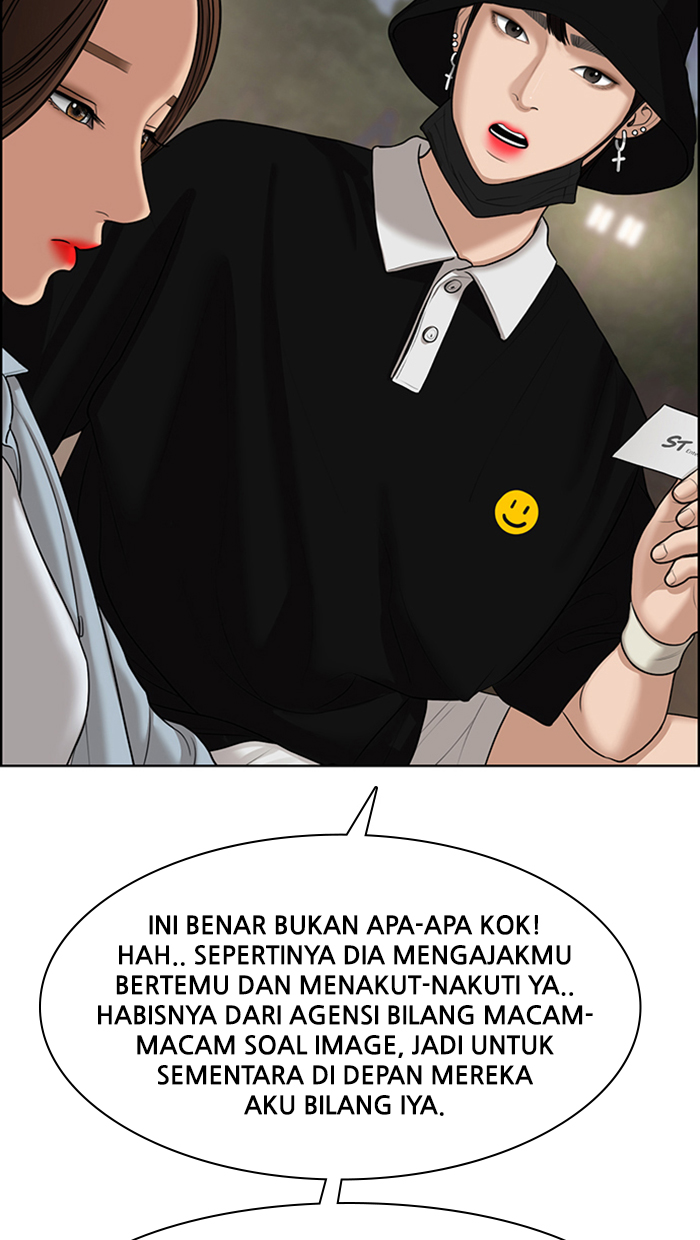 ST
INI BENAR BUKAN APA-APA KOK!
HAH.. SEPERTINYA DIA MENGAJAKMU
BERTEMU DAN MENAKUT-NAKUTI YA..
HABISNYA DARI AGENSI BILANG MACAM-
MACAM SOAL IMAGE, JADI UNTUK
SEMENTARA DI DEPAN MEREKA
AKU BILANG IYA.